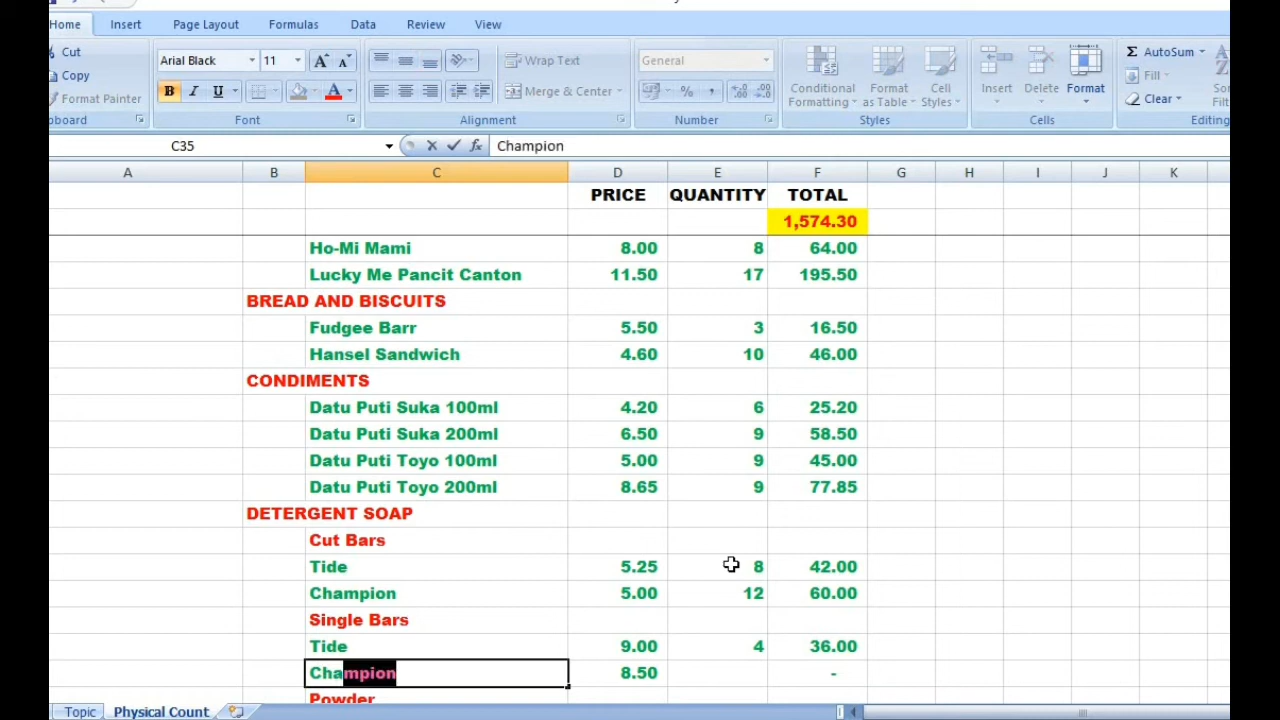 Home Insert Page Layout Formulas Data Review View
Cut
Copy
Format Painter
Arial Black 11
Wrap Text
Merge & Center
General
Conditional Formatting
Format as Table
Cell Styles
Insert Delete Format
AutoSum
Fill
Clear
Font Alignment Number Styles Cells Editing
C35 Champion
A B C D E F G H I J K
PRICE QUANTITY TOTAL
1,574.30
Ho-Mi Mami 8.00 8 64.00
Lucky Me Pancit Canton 11.50 17 195.50
BREAD AND BISCUITS
Fudgee Barr 5.50 3 16.50
Hansel Sandwich 4.60 10 46.00
CONDIMENTS
Datu Puti Suka 100ml 4.20 6 25.20
Datu Puti Suka 200ml 6.50 9 58.50
Datu Puti Toyo 100ml 5.00 9 45.00
Datu Puti Toyo 200ml 8.65 9 77.85
DETERGENT SOAP
Cut Bars
Tide 5.25 8 42.00
Champion 5.00 12 60.00
Single Bars
Tide 9.00 4 36.00
Champion 8.50 -
Powder
Topic Physical Count